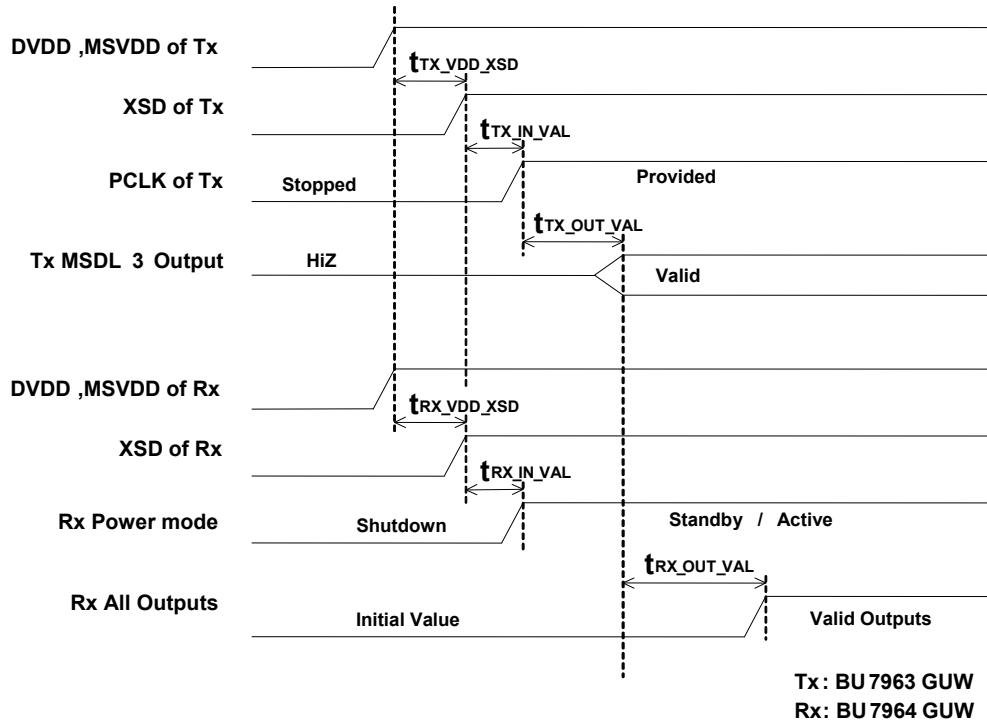 DVDD ,MSVDD of Tx
tTX_VDD_XSD
XSD of Tx
tTX_IN_VAL
PCLK of Tx
Stopped
Provided
tTX_OUT_VAL
Tx MSDL 3 Output
HiZ
Valid
DVDD ,MSVDD of Rx
tRX_VDD_XSD
XSD of Rx
tRX_IN_VAL
Rx Power mode
Shutdown
Standby / Active
tRX_OUT_VAL
Rx All Outputs
Initial Value
Valid Outputs
Tx: BU 7963 GUW
Rx: BU 7964 GUW